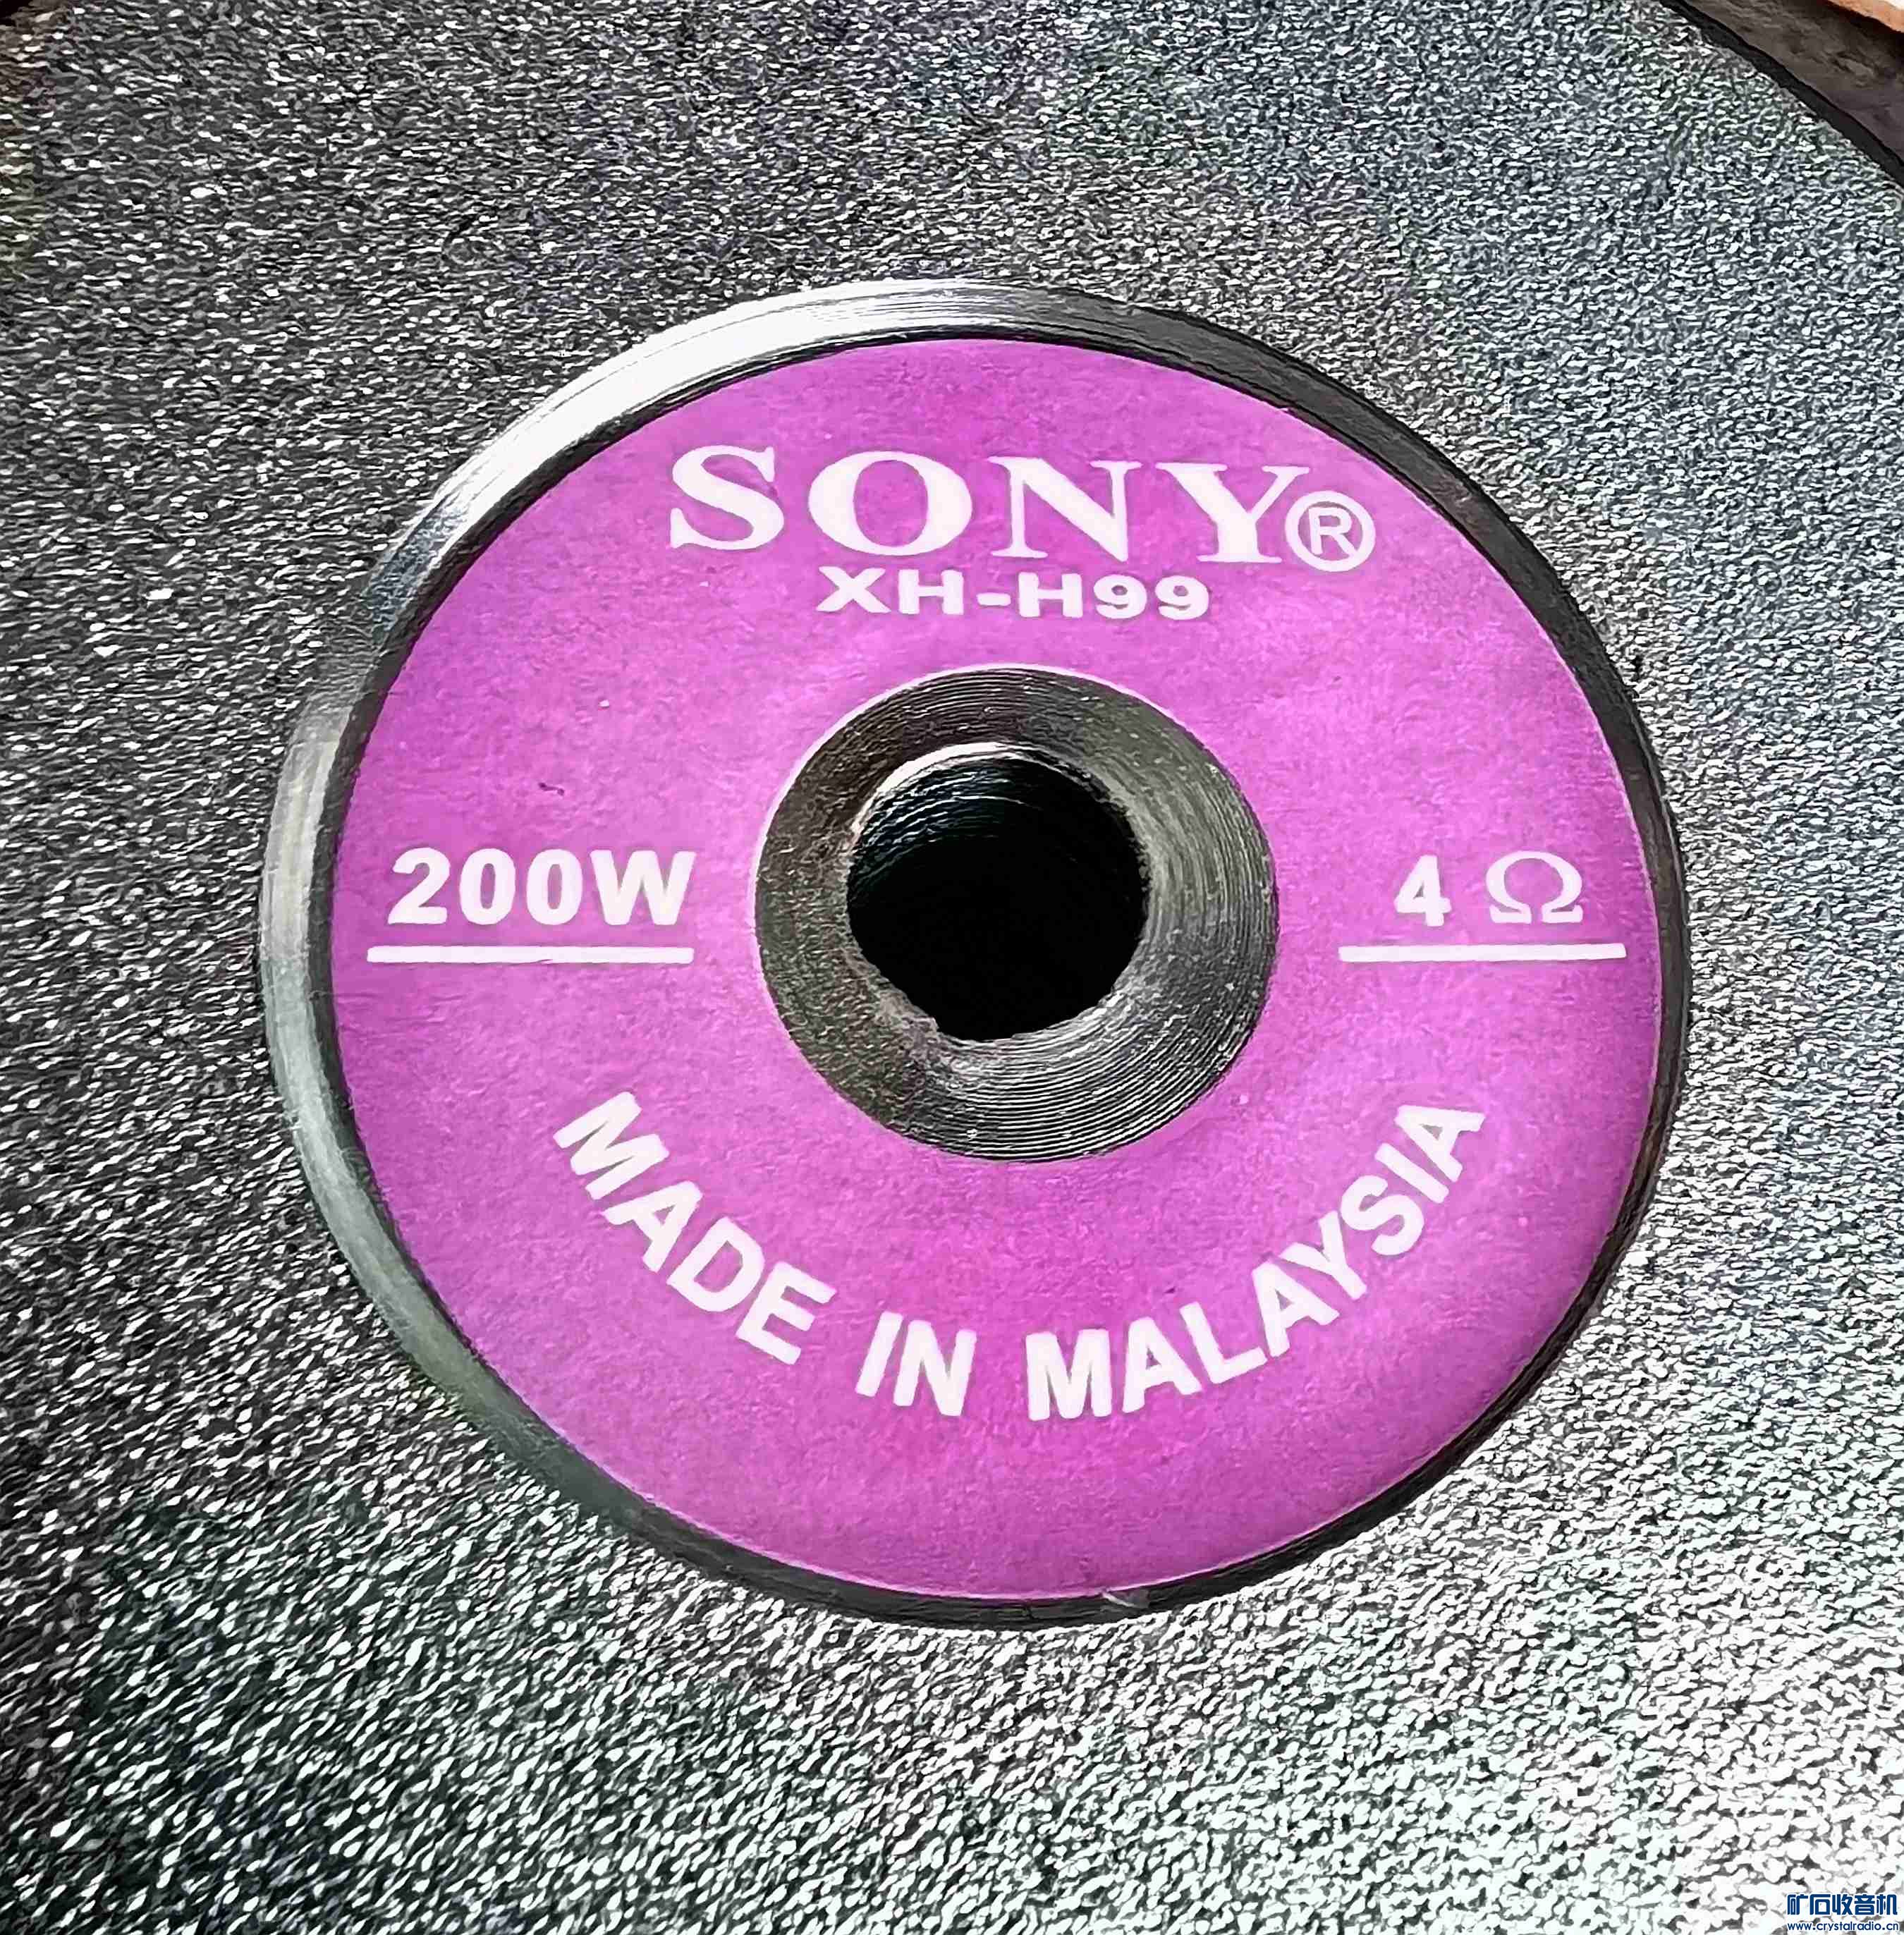 SONY®
XH-H99
200W
4 Ω
MADE IN MALAYSIA
矿石收音机
www.crystalradio.cn